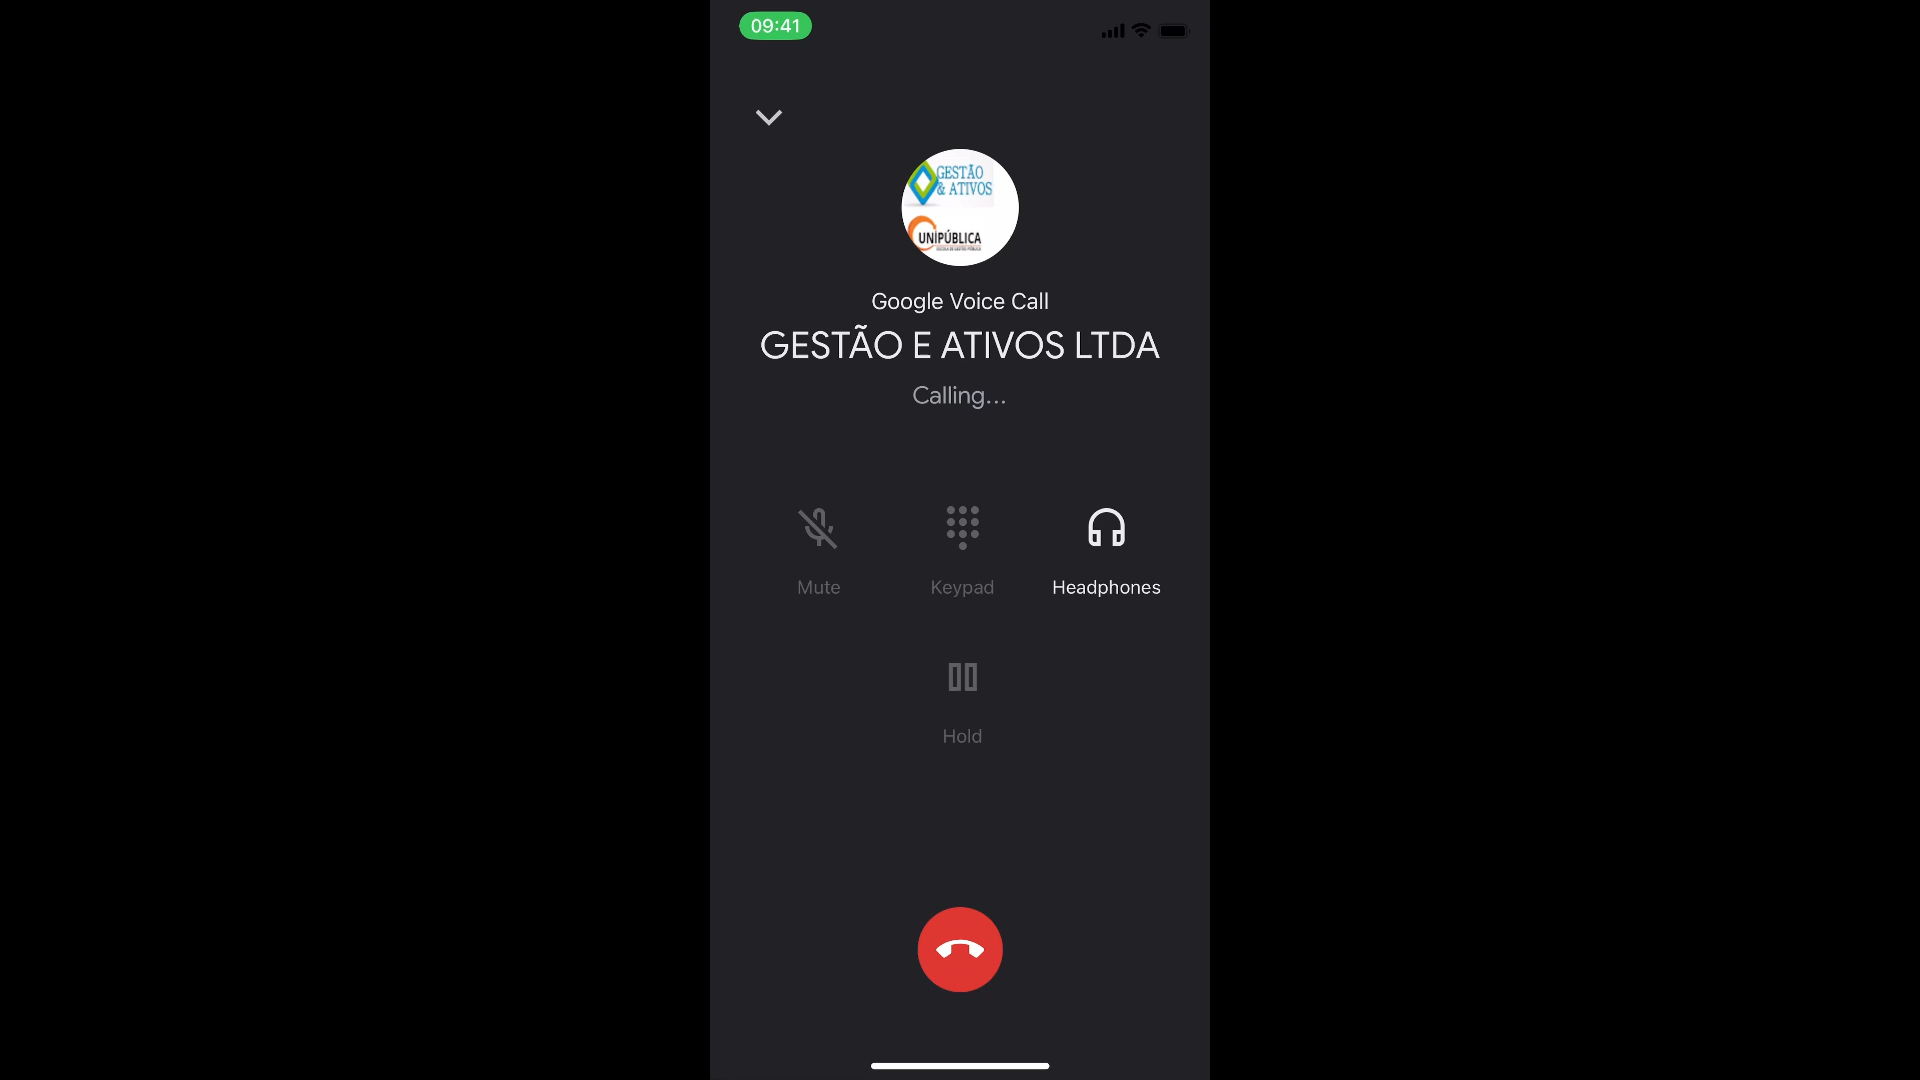 09:41
GESTÃO
& ATIVOS
UNIPÚBLICA
Google Voice Call
GESTÃO E ATIVOS LTDA
Calling...
Mute
Keypad
Headphones
Hold